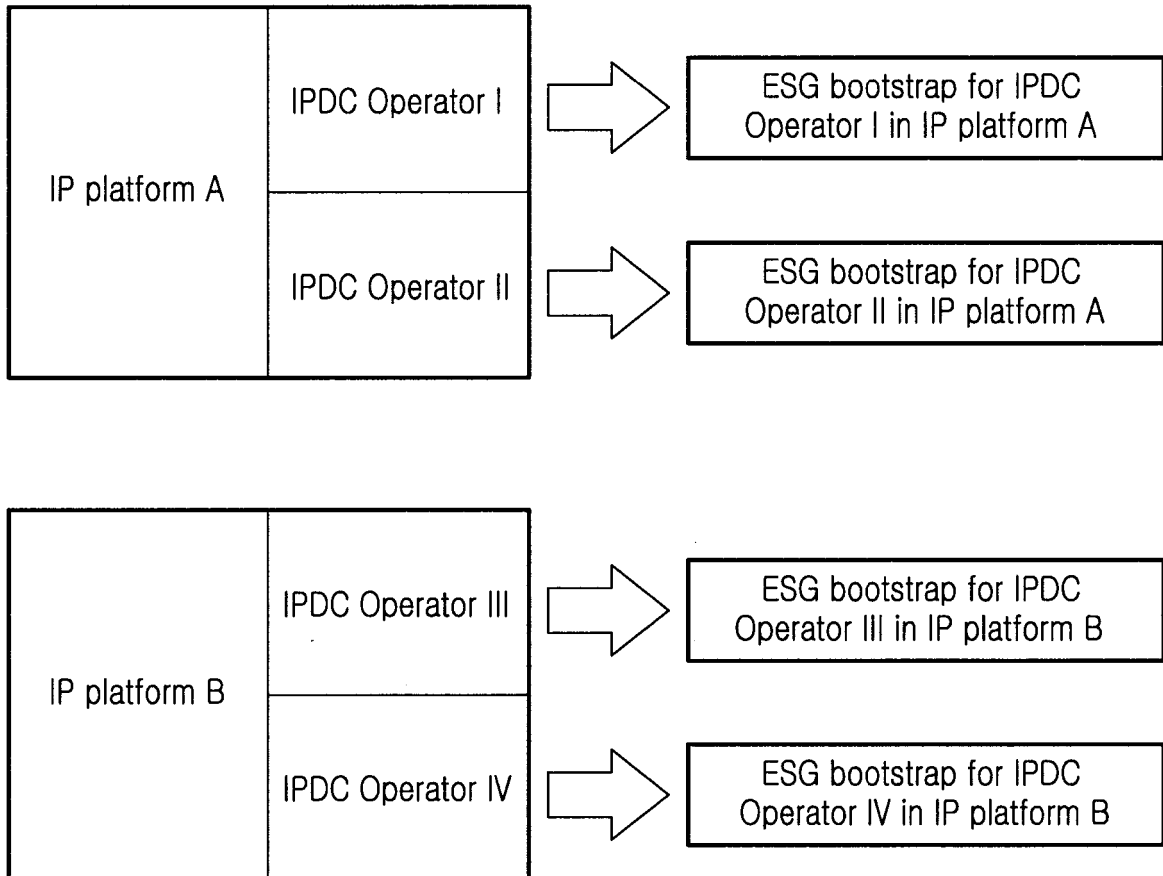 IP platform A
IPDC Operator I
ESG bootstrap for IPDC
Operator I in IP platform A
IPDC Operator II
ESG bootstrap for IPDC
Operator II in IP platform A
IP platform B
IPDC Operator III
ESG bootstrap for IPDC
Operator III in IP platform B
IPDC Operator IV
ESG bootstrap for IPDC
Operator IV in IP platform B